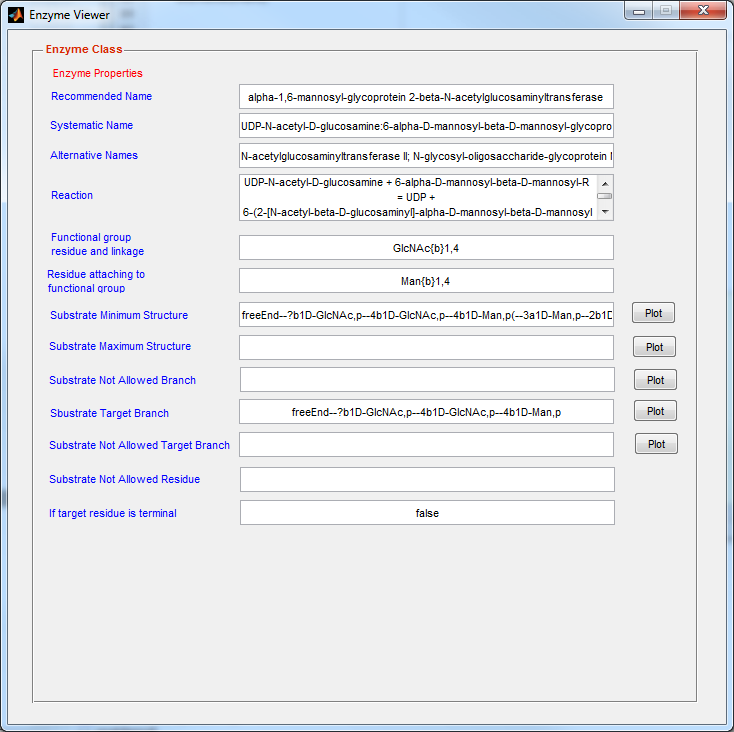 Enzyme Viewer
Enzyme Class
Enzyme Properties
Recommended Name
alpha-1,6-mannosyl-glycoprotein 2-beta-N-acetylglucosaminyltransferase
Systematic Name
UDP-N-acetyl-D-glucosamine:6-alpha-D-mannosyl-beta-D-mannosyl-glycopro
Alternative Names
N-acetylglucosaminyltransferase II; N-glycosyl-oligosaccharide-glycoprotein
Reaction
UDP-N-acetyl-D-glucosamine + 6-alpha-D-mannosyl-beta-D-mannosyl-R
= UDP +
6-(2-[N-acetyl-beta-D-glucosaminyl]-alpha-D-mannosyl-beta-D-mannosyl
Functional group
residue and linkage
GlcNAc{b}1,4
Residue attaching to
functional group
Man{b}1,4
Substrate Minimum Structure
freeEnd--?b1D-GlcNAc,p--4b1D-GlcNAc,p--4b1D-Man,p(--3a1D-Man,p--2b1D
Plot
Substrate Maximum Structure
Plot
Substrate Not Allowed Branch
Plot
Sbustrate Target Branch
freeEnd--?b1D-GlcNAc,p--4b1D-GlcNAc,p--4b1D-Man,p
Plot
Substrate Not Allowed Target Branch
Plot
Substrate Not Allowed Residue
If target residue is terminal
false